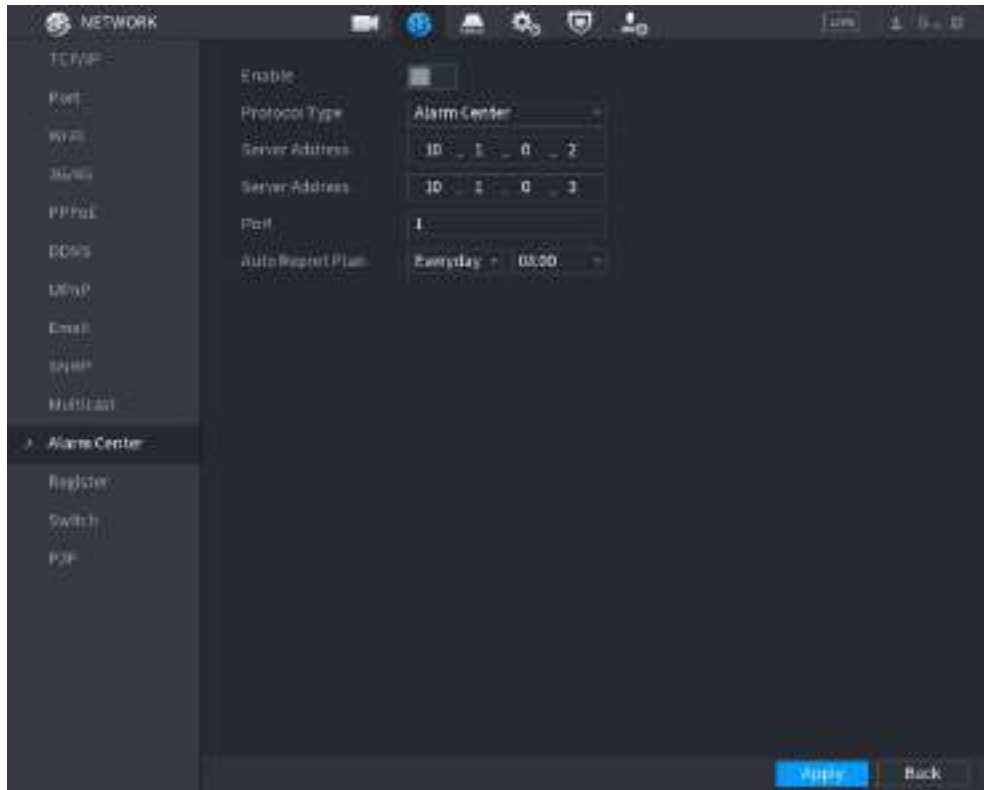 NETWORK
LIVE
TCP/IP
Port
Wi-Fi
3G/4G
PPPoE
DDNS
UPnP
Email
SNMP
Multicast
Alarm Center
Register
Switch
P2P
Enable
Protocol Type Alarm Center
Server Address 10 . 1 . 0 . 2
Server Address 10 . 1 . 0 . 3
Port 1
Auto Report Plan Everyday 08:00
Apply Back